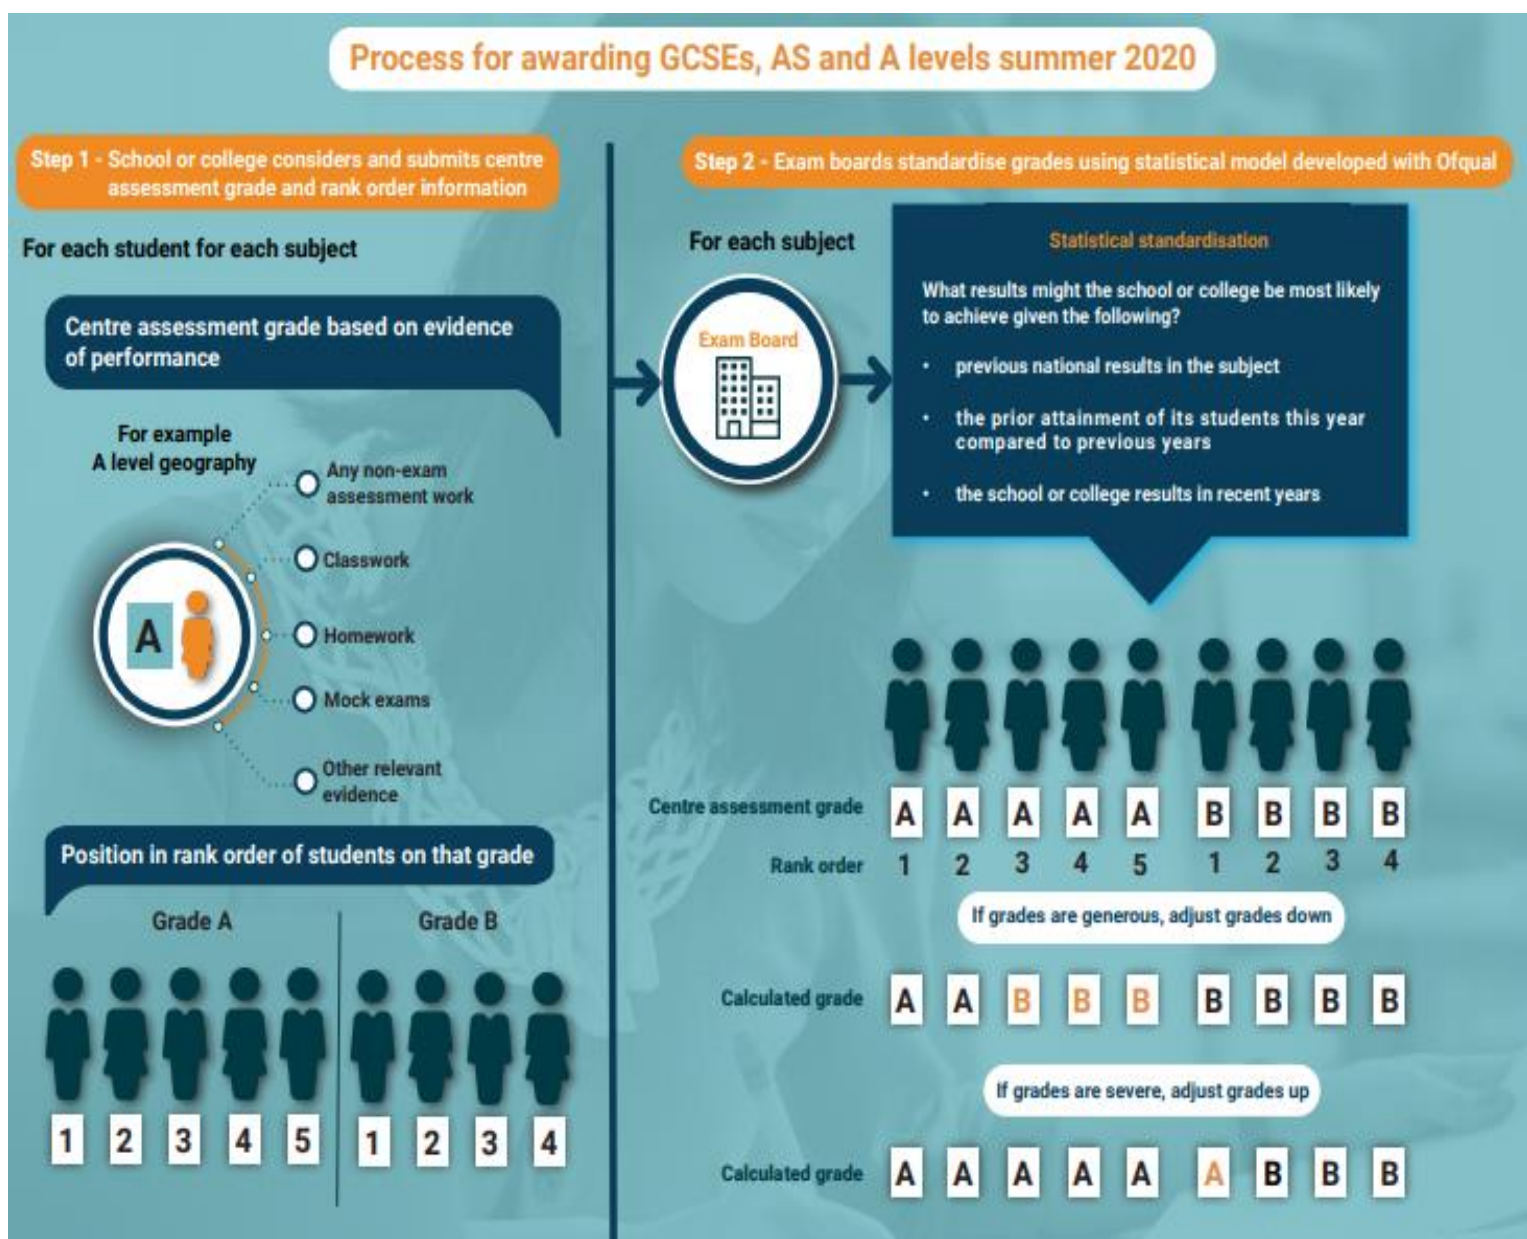 Process for awarding GCSEs, AS and A levels summer 2020
Step 1 - School or college considers and submits centre
assessment grade and rank order information
For each student for each subject
Centre assessment grade based on evidence
of performance
For example
A level geography
A
Any non-exam
assessment work
Classwork
Homework
Mock exams
Other relevant
evidence
Position in rank order of students on that grade
Grade A
Grade B
1 2 3 4 5 1 2 3 4
Step 2 - Exam boards standardise grades using statistical model developed with Ofqual
For each subject
Exam Board
Statistical standardisation
What results might the school or college be most likely
to achieve given the following?
• previous national results in the subject
• the prior attainment of its students this year
compared to previous years
• the school or college results in recent years
Centre assessment grade A A A A A B B B B
Rank order 1 2 3 4 5 1 2 3 4
If grades are generous, adjust grades down
Calculated grade A A B B B B B B B
If grades are severe, adjust grades up
Calculated grade A A A A A A B B B